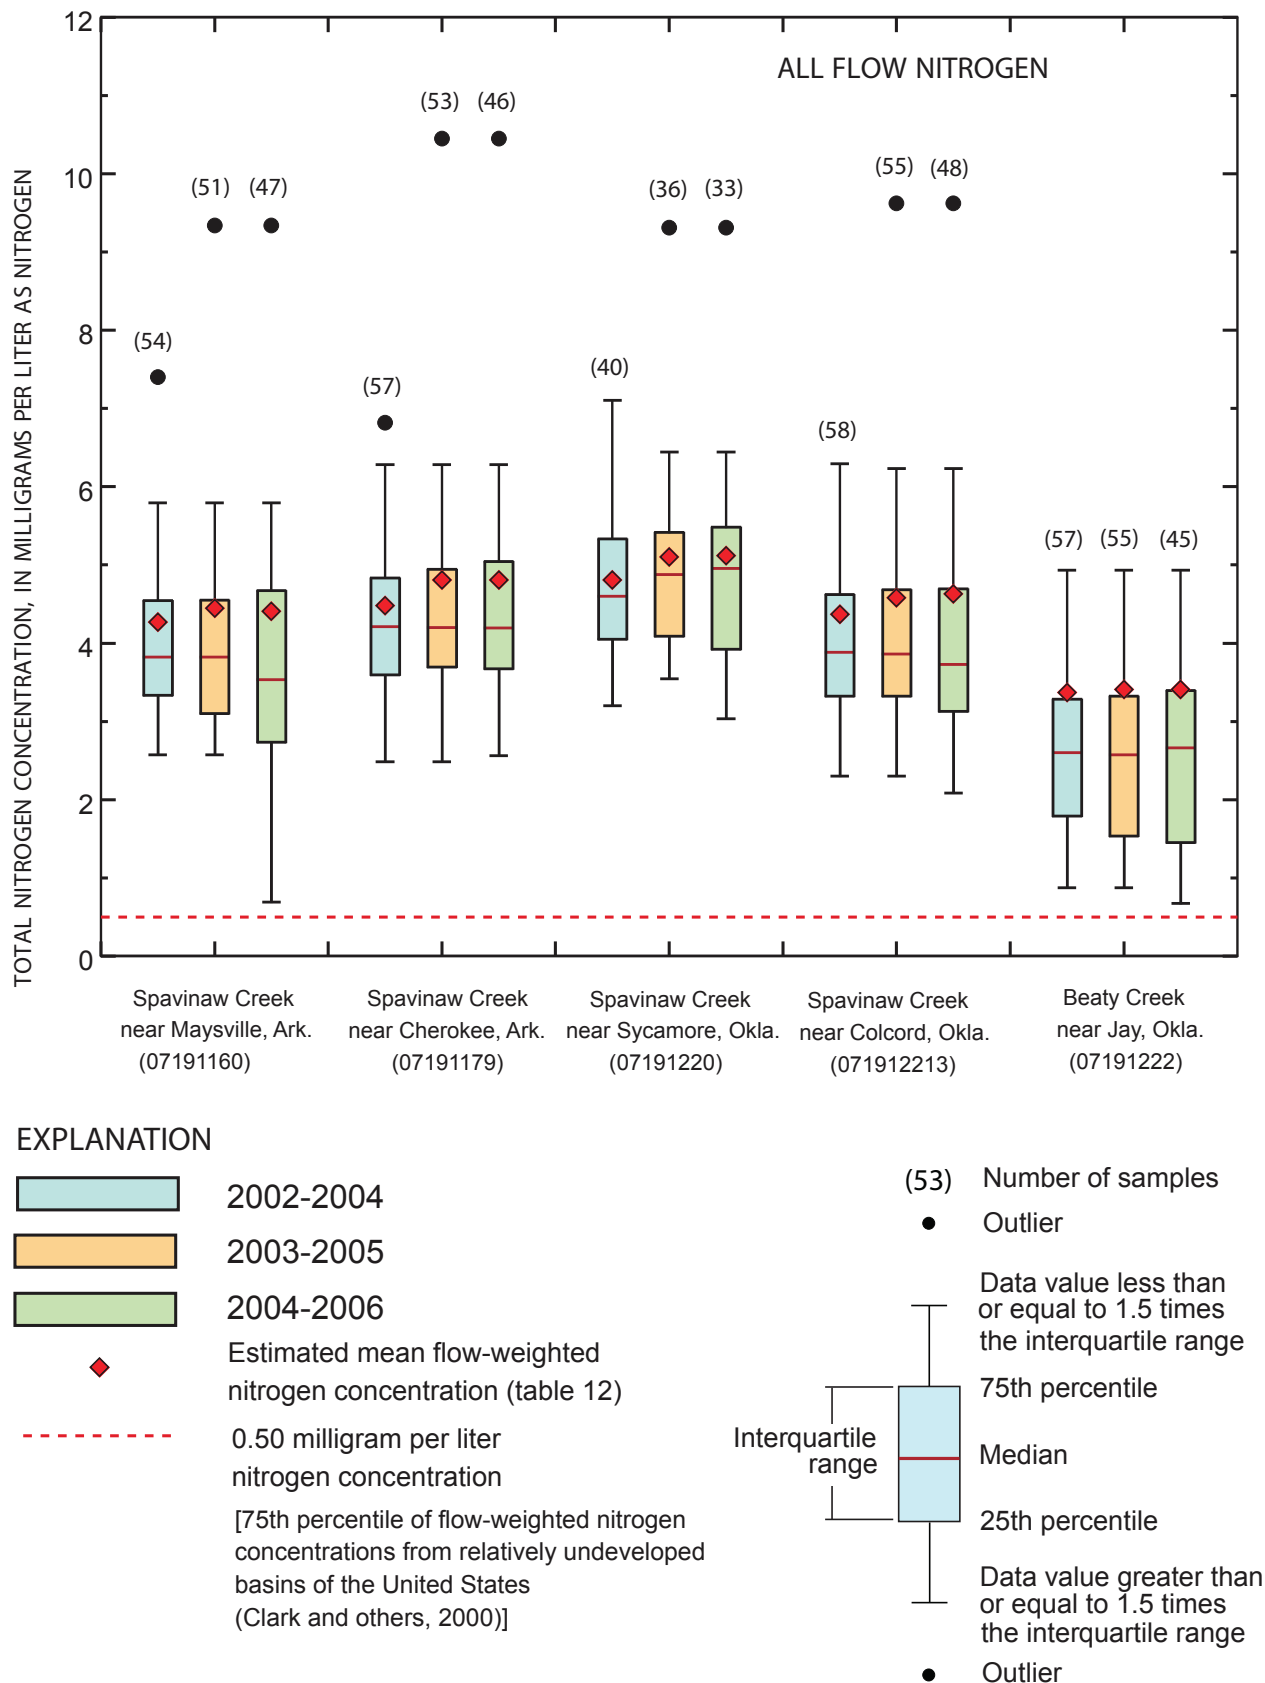 ALL FLOW NITROGEN
TOTAL NITROGEN CONCENTRATION, IN MILLIGRAMS PER LITER AS NITROGEN
12
10
8
6
4
2
0
(54)
(51)
(47)
(57)
(53)
(46)
(40)
(36)
(33)
(58)
(55)
(48)
(57)
(55)
(45)
Spavinaw Creek
near Maysville, Ark.
(07191160)
Spavinaw Creek
near Cherokee, Ark.
(07191179)
Spavinaw Creek
near Sycamore, Okla.
(07191220)
Spavinaw Creek
near Colcord, Okla.
(071912213)
Beaty Creek
near Jay, Okla.
(07191222)
EXPLANATION
2002-2004
2003-2005
2004-2006
Estimated mean flow-weighted
nitrogen concentration (table 12)
0.50 milligram per liter
nitrogen concentration
[75th percentile of flow-weighted nitrogen
concentrations from relatively undeveloped
basins of the United States
(Clark and others, 2000)]
(53) Number of samples
Outlier
Data value less than
or equal to 1.5 times
the interquartile range
75th percentile
Interquartile
range
Median
25th percentile
Data value greater than
or equal to 1.5 times
the interquartile range
Outlier